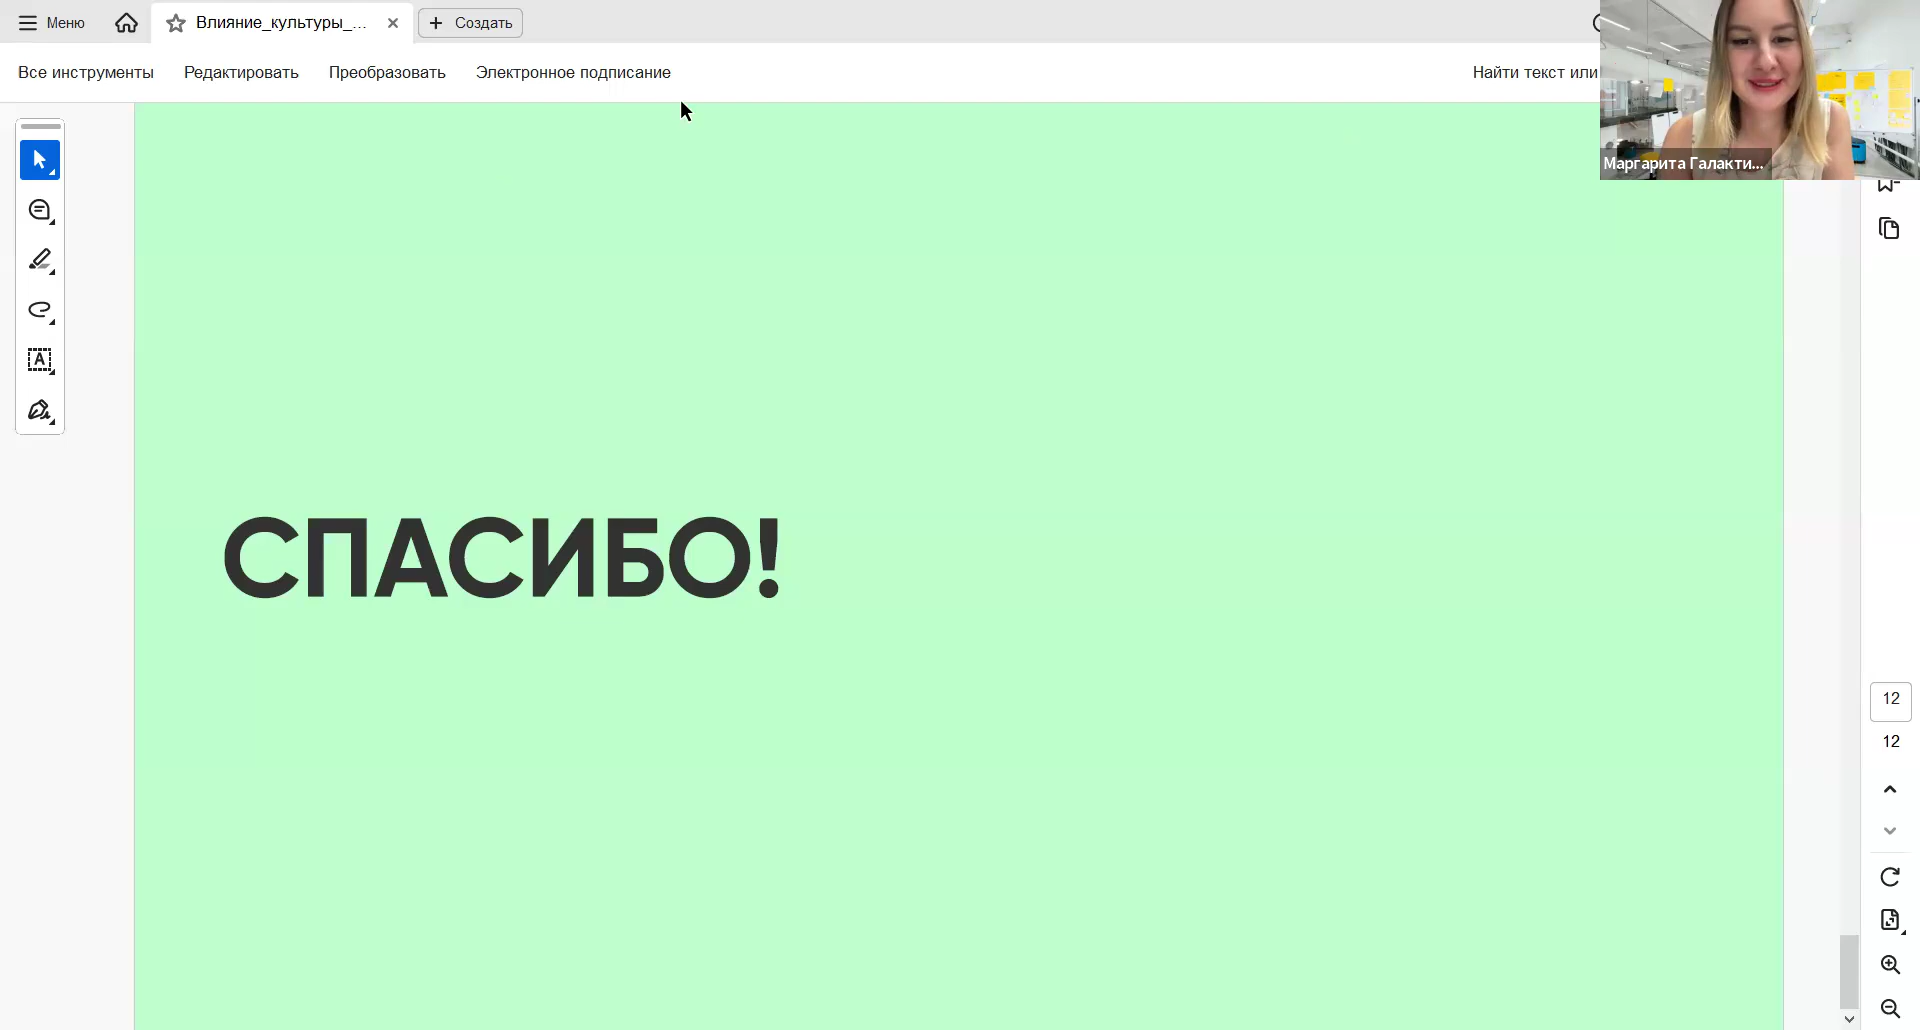 Меню
Влияние_культуры_...
Создать
Все инструменты
Редактировать
Преобразовать
Электронное подписание
Найти текст или
Маргарита Галакти...
СПАСИБО!
12
12